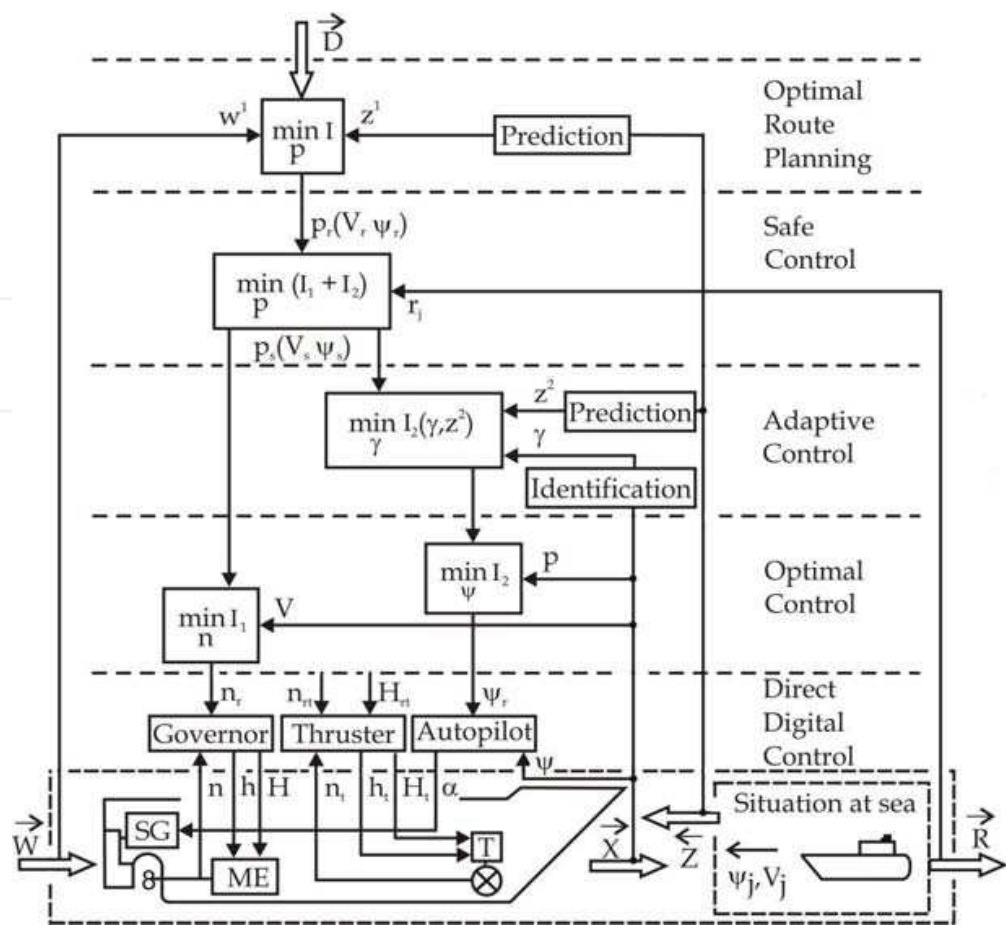 D
Optimal
Route
Planning
w¹
min I
p
z¹
Prediction
pᵣ(Vᵣ ψᵣ)
Safe
Control
min (I₁ + I₂)
p
rⱼ
pₛ(Vₛ ψₛ)
min I₂(γ,z²)
γ
z²
Prediction
γ
Identification
Adaptive
Control
min I₂
ψ
p
Optimal
Control
min I₁
n
V
nᵣ
nᵣₜ
Hᵣₜ
ψᵣ
Direct
Digital
Control
Governor
Thruster
Autopilot
n
h
H
nₜ
hₜ
Hₜ
α
ψ
W
SG
ME
T
X
Z
Situation at sea
ψⱼ,Vⱼ
R